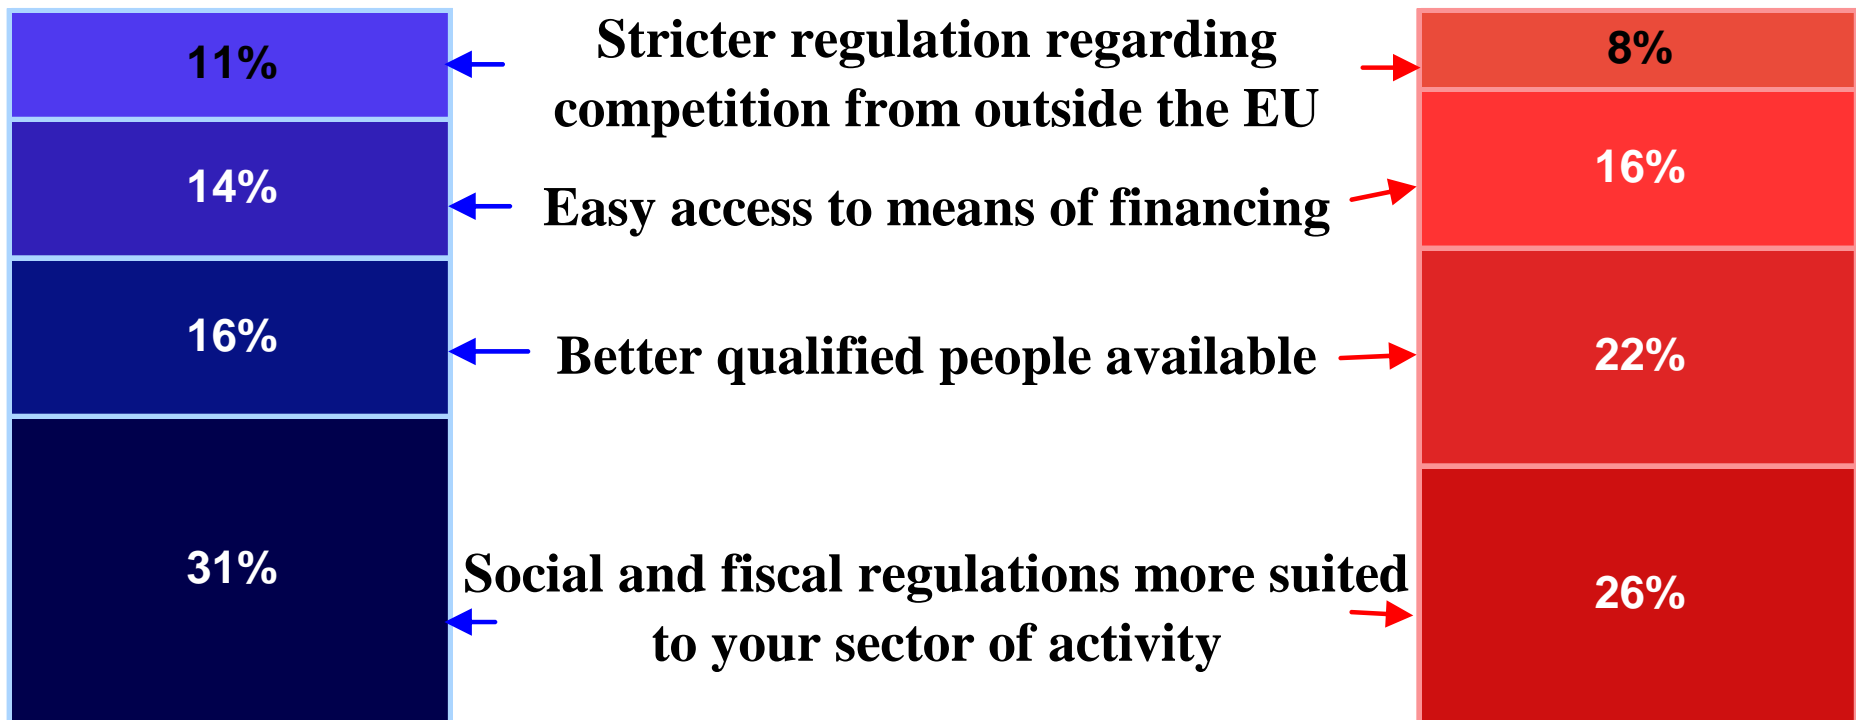 11%
Stricter regulation regarding
competition from outside the EU
8%
14%
Easy access to means of financing
16%
16%
Better qualified people available
22%
31%
Social and fiscal regulations more suited
to your sector of activity
26%